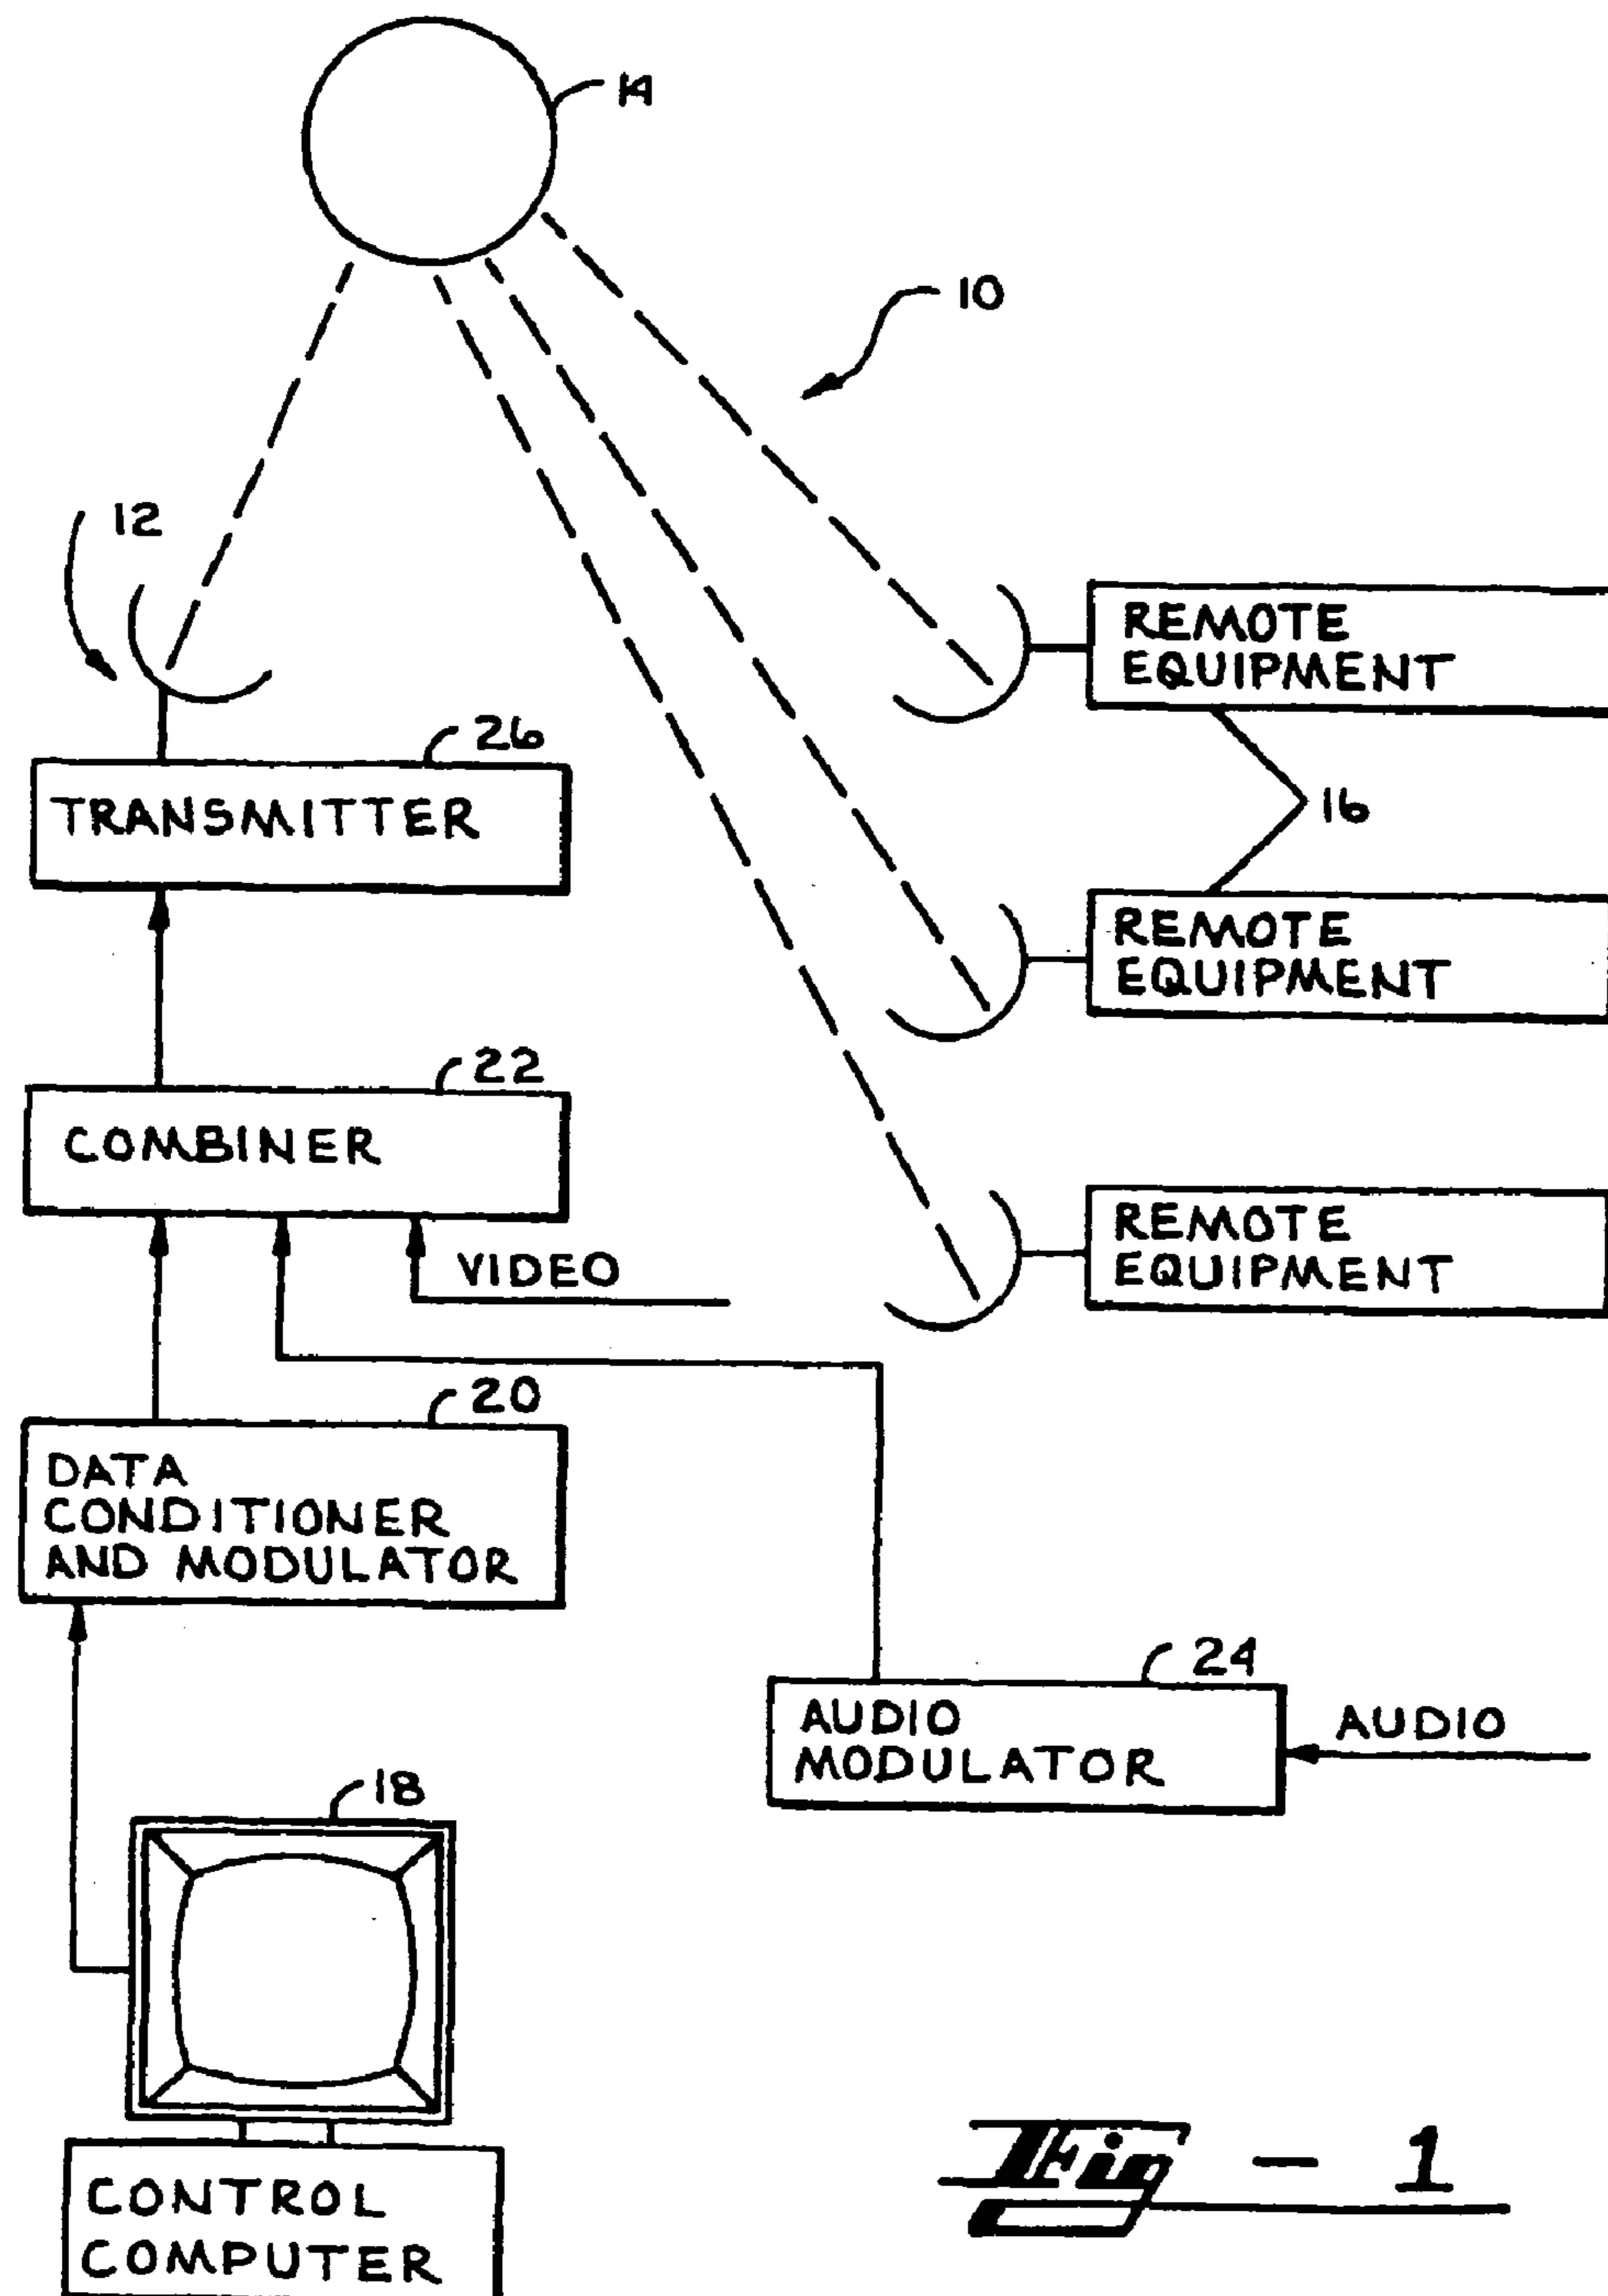 14
10
12
REMOTE
EQUIPMENT
26
TRANSMITTER
16
REMOTE
EQUIPMENT
22
COMBINER
REMOTE
EQUIPMENT
VIDEO
20
DATA
CONDITIONER
AND MODULATOR
24
AUDIO
MODULATOR
AUDIO
18
CONTROL
COMPUTER
Fig - 1